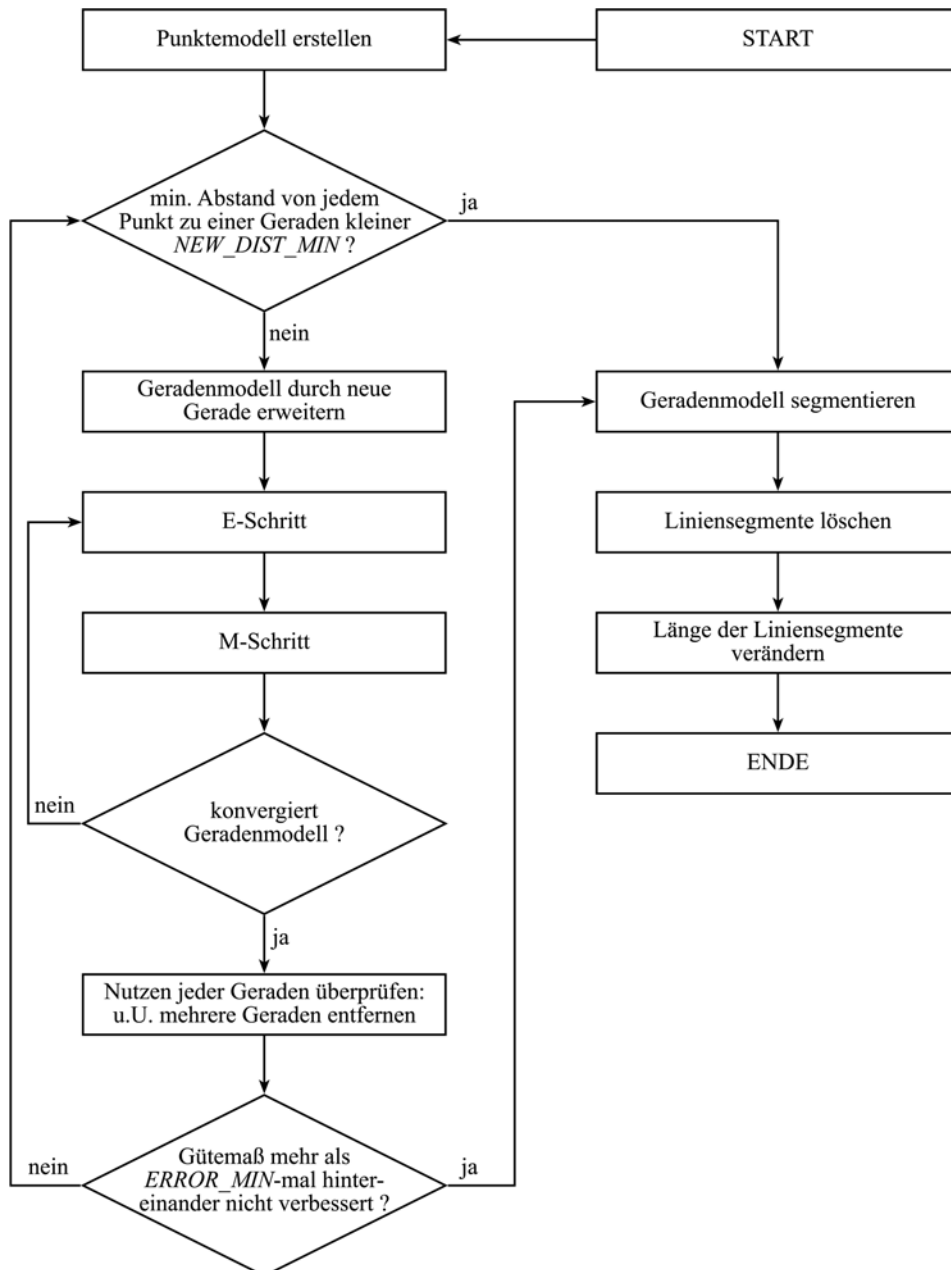 START
Punktemodell erstellen
min. Abstand von jedem
Punkt zu einer Geraden kleiner
NEW_DIST_MIN ?
ja
nein
Geradenmodell durch neue
Gerade erweitern
E-Schritt
M-Schritt
konvergiert
Geradenmodell ?
nein
ja
Nutzen jeder Geraden überprüfen:
u.U. mehrere Geraden entfernen
Gütemaß mehr als
ERROR_MIN-mal hinter-
einander nicht verbessert ?
nein
ja
Geradenmodell segmentieren
Liniensegmente löschen
Länge der Liniensegmente
verändern
ENDE